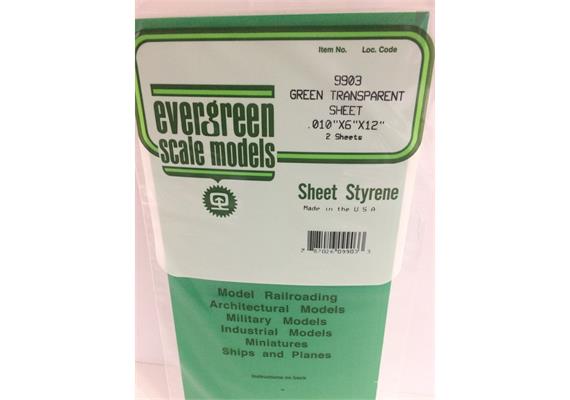 Item No. Loc. Code
9903
GREEN TRANSPARENT
SHEET
.010"X6"X12"
2 Sheets
evergreen
scale models
Sheet Styrene
Made in the U S A
Model Railroading
Architectural Models
Military Models
Industrial Models
Miniatures
Ships and Planes
Instructions on back